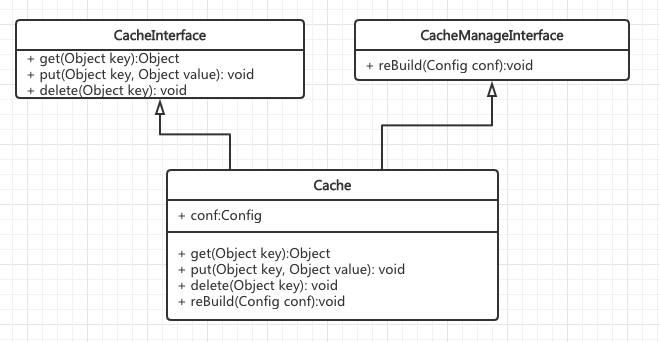 CacheInterface
+ get(Object key):Object
+ put(Object key, Object value): void
+ delete(Object key): void
CacheManageInterface
+ reBuild(Config conf):void
Cache
+ conf:Config
+ get(Object key):Object
+ put(Object key, Object value): void
+ delete(Object key): void
+ reBuild(Config conf):void